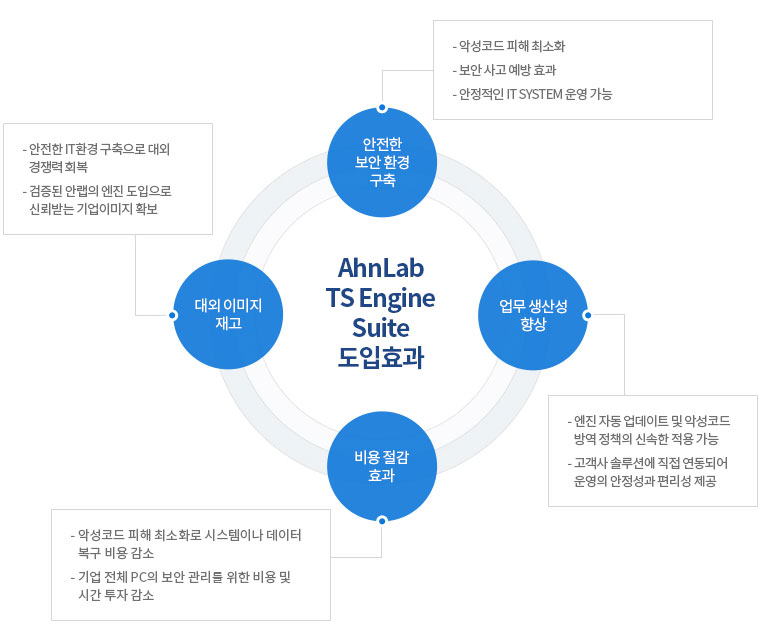 - 악성코드 피해 최소화
- 보안 사고 예방 효과
- 안정적인 IT SYSTEM 운영 가능
안전한
보안 환경
구축
- 안전한 IT환경 구축으로 대외
경쟁력 회복
- 검증된 안랩의 엔진 도입으로
신뢰받는 기업이미지 확보
AhnLab
TS Engine
Suite
도입효과
대외 이미지
재고
업무 생산성
향상
- 엔진 자동 업데이트 및 악성코드
방역 정책의 신속한 적용 가능
- 고객사 솔루션에 직접 연동되어
운영의 안정성과 편리성 제공
비용 절감
효과
- 악성코드 피해 최소화로 시스템이나 데이터
복구 비용 감소
- 기업 전체 PC의 보안 관리를 위한 비용 및
시간 투자 감소